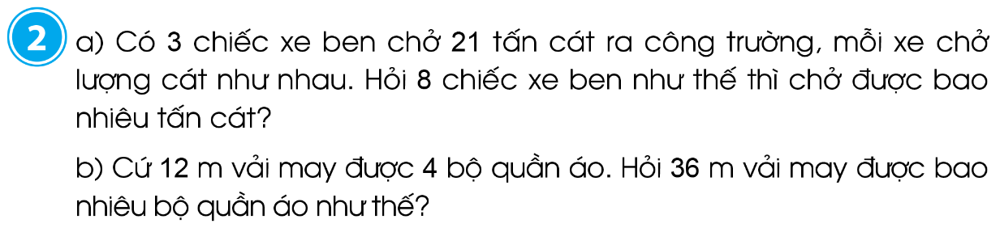 2 a) Có 3 chiếc xe ben chở 21 tấn cát ra công trường, mỗi xe chở
lượng cát như nhau. Hỏi 8 chiếc xe ben như thế thì chở được bao
nhiêu tấn cát?
b) Cứ 12 m vải may được 4 bộ quần áo. Hỏi 36 m vải may được bao
nhiêu bộ quần áo như thế?